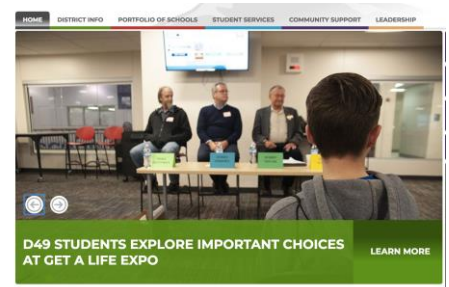 HOME DISTRICT INFO PORTFOLIO OF SCHOOLS STUDENT SERVICES COMMUNITY SUPPORT LEADERSHIP
D49 STUDENTS EXPLORE IMPORTANT CHOICES
AT GET A LIFE EXPO
LEARN MORE